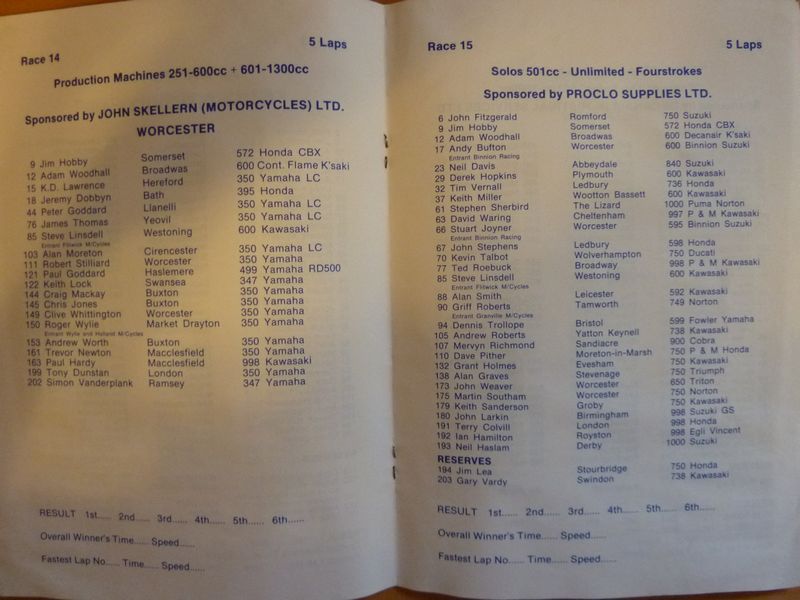 Race 14 5 Laps
Production Machines 251-600cc + 601-1300cc
Sponsored by JOHN SKELLERN (MOTORCYCLES) LTD.
WORCESTER
9 Jim Hobby Somerset 572 Honda CBX
12 Adam Woodhall Broadwas 600 Cont. Flame K'saki
15 K.D. Lawrence Hereford 350 Yamaha LC
18 Jeremy Dobbyn Bath 395 Honda
44 Peter Goddard Llanelli 350 Yamaha LC
76 James Thomas Yeovil 350 Yamaha LC
85 Steve Linsdell Westoning 600 Kawasaki
Entrant Flitwick M/Cycles
103 Alan Moreton Cirencester 350 Yamaha LC
111 Robert Stilliard Worcester 350 Yamaha
121 Paul Goddard Haslemere 499 Yamaha RD500
122 Keith Lock Swansea 347 Yamaha
144 Craig Mackay Buxton 350 Yamaha
145 Chris Jones Buxton 350 Yamaha
149 Clive Whittington Worcester 350 Yamaha
150 Roger Wylie Market Drayton 350 Yamaha
Entrant Wylie and Holland M/Cycles
153 Andrew Worth Buxton 350 Yamaha
161 Trevor Newton Macclesfield 350 Yamaha
163 Paul Hardy Macclesfield 998 Kawasaki
199 Tony Dunstan London 350 Yamaha
202 Simon Vanderplank Ramsey 347 Yamaha
RESULT 1st...... 2nd...... 3rd...... 4th...... 5th...... 6th......
Overall Winner's Time..... Speed.....
Fastest Lap No..... Time..... Speed.....
Race 15 5 Laps
Solos 501cc - Unlimited - Fourstrokes
Sponsored by PROCLO SUPPLIES LTD.
6 John Fitzgerald Romford 750 Suzuki
9 Jim Hobby Somerset 572 Honda CBX
12 Adam Woodhall Broadwas 600 Decanair K'saki
17 Andy Bufton Worcester 600 Binnion Suzuki
Entrant Binnion Racing
23 Neil Davis Abbeydale 840 Suzuki
29 Derek Hopkins Plymouth 600 Kawasaki
32 Tim Vernall Ledbury 736 Honda
37 Keith Miller Wootton Bassett 600 Kawasaki
61 Stephen Sherbird The Lizard 1000 Puma Norton
63 David Waring Cheltenham 997 P & M Kawasaki
66 Stuart Joyner Worcester 595 Binnion Suzuki
Entrant Binnion Racing
67 John Stephens Ledbury 598 Honda
70 Kevin Talbot Wolverhampton 750 Ducati
77 Ted Roebuck Broadway 998 P & M Kawasaki
85 Steve Linsdell Westoning 600 Kawasaki
Entrant Flitwick M/Cycles
88 Alan Smith Leicester 592 Kawasaki
90 Griff Roberts Tamworth 749 Norton
Entrant Granville M/Cycles
94 Dennis Trollope Bristol 599 Fowler Yamaha
105 Andrew Roberts Yatton Keynell 738 Kawasaki
107 Mervyn Richmond Sandiacre 900 Cobra
110 Dave Pither Moreton-in-Marsh 750 P & M Honda
132 Grant Holmes Evesham 750 Kawasaki
138 Alan Graves Stevenage 750 Triumph
173 John Weaver Worcester 650 Triton
175 Martin Southam Worcester 750 Norton
179 Keith Sanderson Groby 750 Kawasaki
180 John Larkin Birmingham 998 Suzuki GS
191 Terry Colvill London 998 Honda
192 Ian Hamilton Royston 998 Egli Vincent
193 Neil Haslam Derby 1000 Suzuki
RESERVES
194 Jim Lea Stourbridge 750 Honda
203 Gary Vardy Swindon 738 Kawasaki
RESULT 1st...... 2nd...... 3rd...... 4th...... 5th...... 6th......
Overall Winner's Time..... Speed.....
Fastest Lap No..... Time..... Speed.....